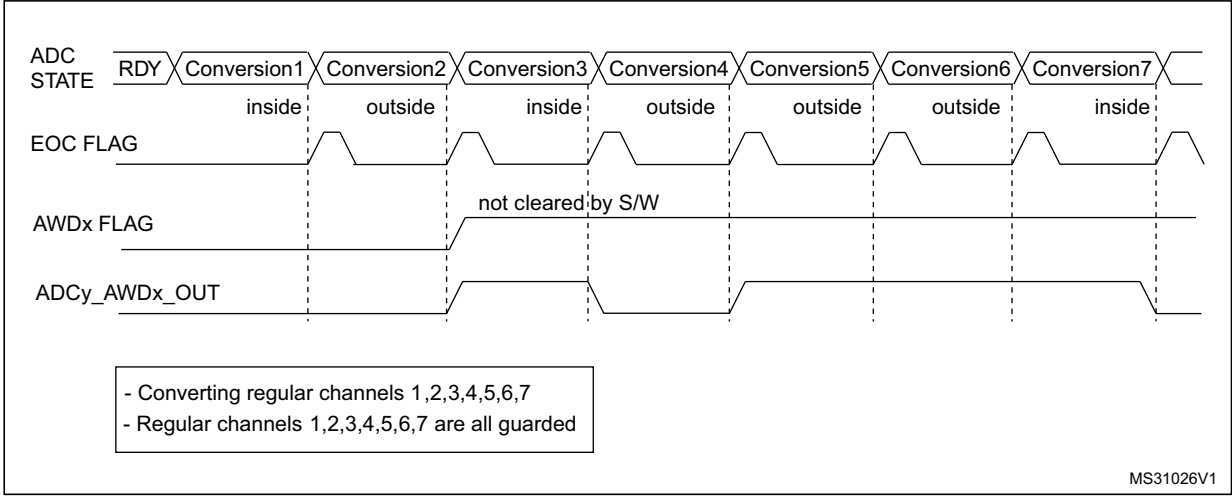 ADC
STATE
RDY Conversion1 Conversion2 Conversion3 Conversion4 Conversion5 Conversion6 Conversion7
inside outside inside outside outside outside inside
EOC FLAG
not cleared by S/W
AWDx FLAG
ADCy_AWDx_OUT
- Converting regular channels 1,2,3,4,5,6,7
- Regular channels 1,2,3,4,5,6,7 are all guarded
MS31026V1